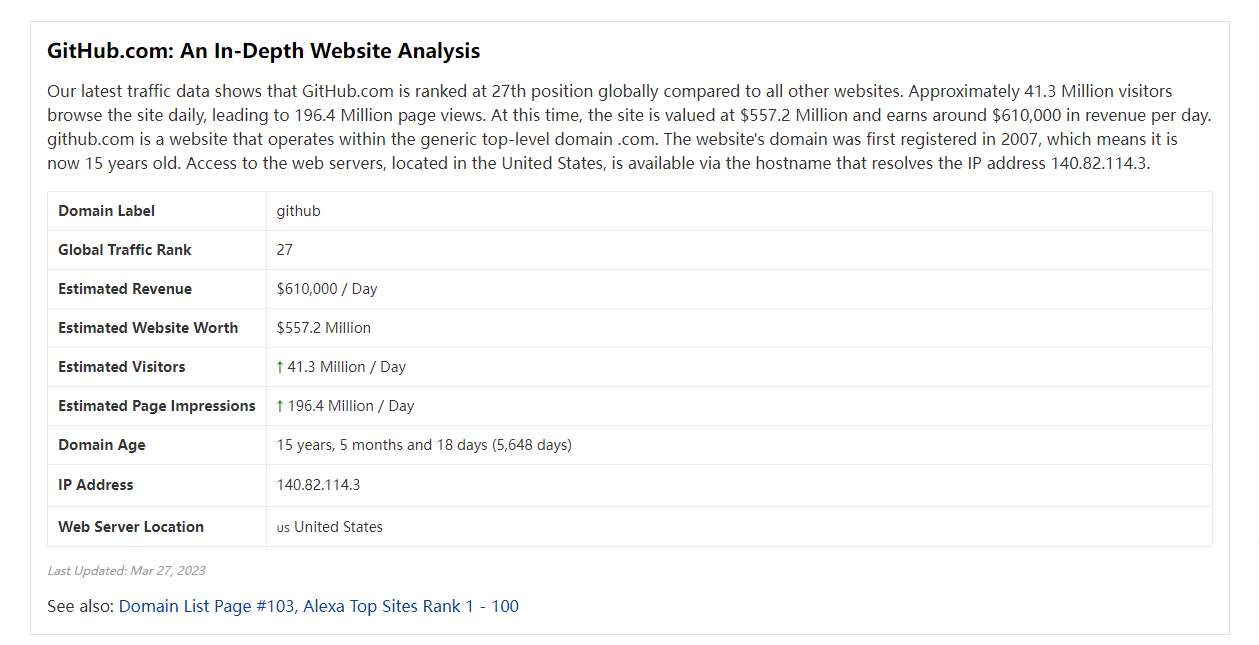 GitHub.com: An In-Depth Website Analysis
Our latest traffic data shows that GitHub.com is ranked at 27th position globally compared to all other websites. Approximately 41.3 Million visitors
browse the site daily, leading to 196.4 Million page views. At this time, the site is valued at $557.2 Million and earns around $610,000 in revenue per day.
github.com is a website that operates within the generic top-level domain .com. The website's domain was first registered in 2007, which means it is
now 15 years old. Access to the web servers, located in the United States, is available via the hostname that resolves the IP address 140.82.114.3.
Domain Label github
Global Traffic Rank 27
Estimated Revenue $610,000 / Day
Estimated Website Worth $557.2 Million
Estimated Visitors ↑ 41.3 Million / Day
Estimated Page Impressions ↑ 196.4 Million / Day
Domain Age 15 years, 5 months and 18 days (5,648 days)
IP Address 140.82.114.3
Web Server Location us United States
Last Updated: Mar 27, 2023
See also: Domain List Page #103, Alexa Top Sites Rank 1 - 100